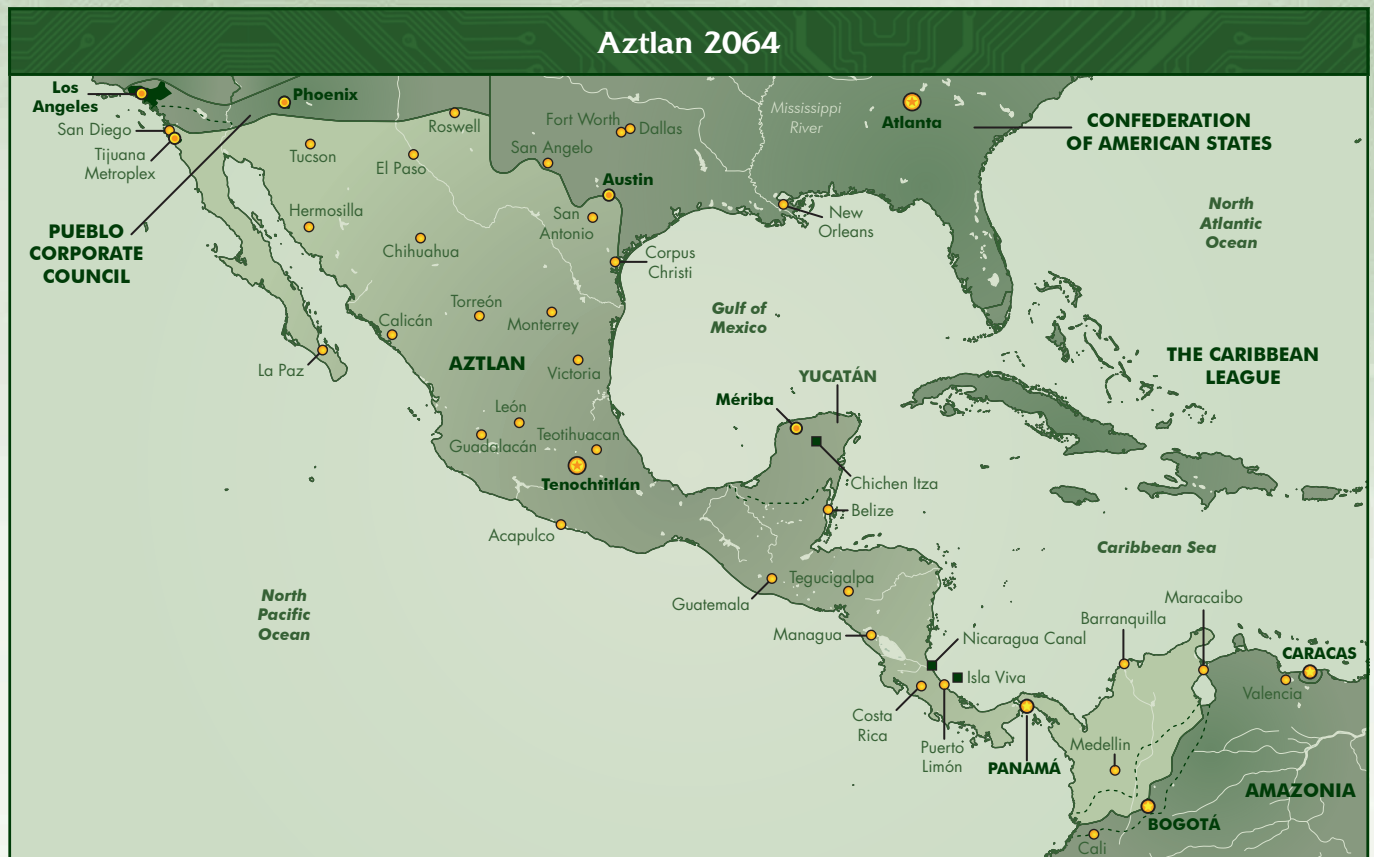 Aztlan 2064
Los
Angeles
Phoenix
San Diego
Tijuana
Metroplex
Tucson
El Paso
Roswell
Fort Worth
Dallas
San Angelo
Austin
San
Antonio
Mississippi
River
Atlanta
CONFEDERATION
OF AMERICAN STATES
New
Orleans
North
Atlantic
Ocean
PUEBLO
CORPORATE
COUNCIL
Hermosilla
Chihuahua
Corpus
Christi
Torreón
Monterrey
Calicán
Gulf of
Mexico
La Paz
AZTLAN
Victoria
THE CARIBBEAN
LEAGUE
YUCATÁN
Mériba
León
Guadalacán
Teotihuacan
Tenochtitlán
Chichen Itza
Belize
Acapulco
Caribbean Sea
North
Pacific
Ocean
Guatemala
Tegucigalpa
Managua
Nicaragua Canal
Isla Viva
Barranquilla
Maracaibo
CARACAS
Valencia
Costa
Rica
Puerto
Limón
PANAMÁ
Medellin
AMAZONIA
BOGOTÁ
Cali